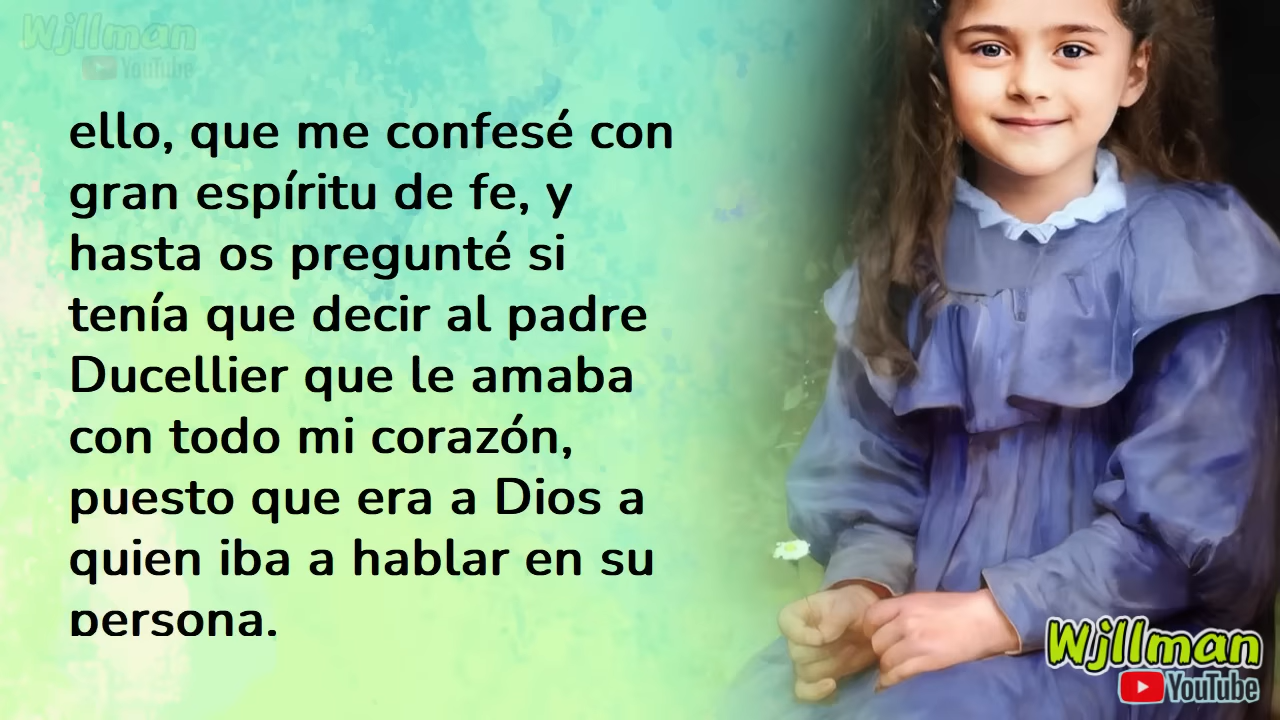 Wjllman
YouTube
ello, que me confesé con
gran espíritu de fe, y
hasta os pregunté si
tenía que decir al padre
Ducellier que le amaba
con todo mi corazón,
puesto que era a Dios a
quien iba a hablar en su
persona.
Wjllman
YouTube